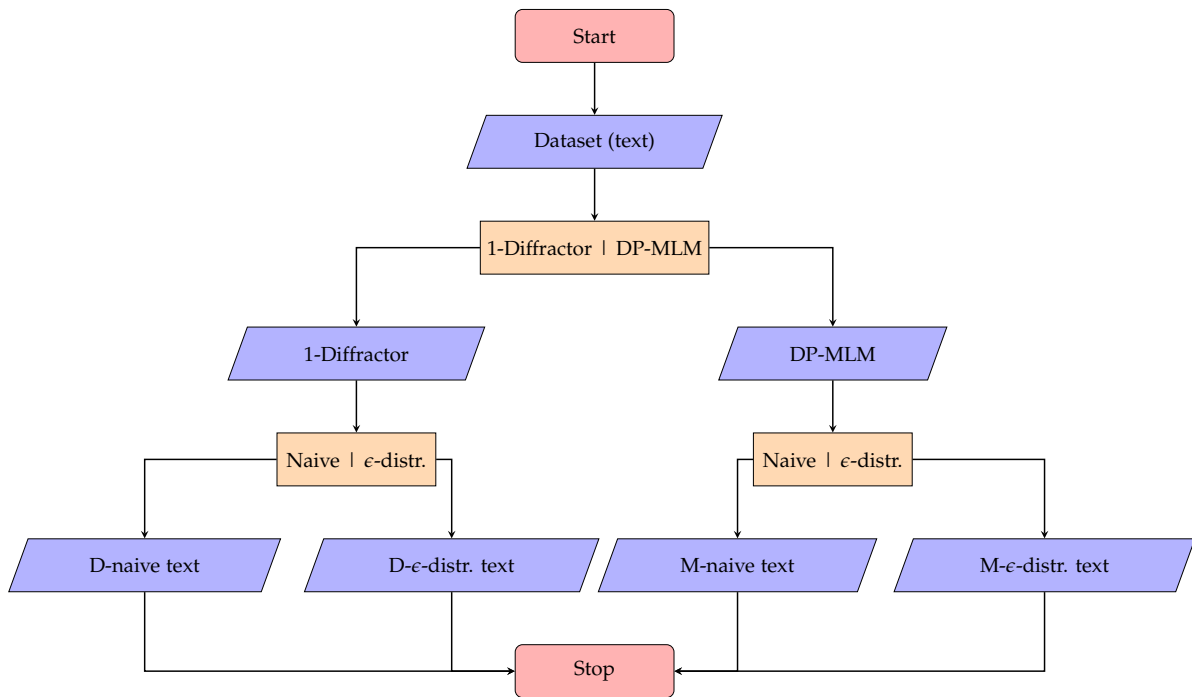 Start
Dataset (text)
1-Diffractor | DP-MLM
1-Diffractor
DP-MLM
Naive | ϵ-distr.
Naive | ϵ-distr.
D-naive text
D-ϵ-distr. text
M-naive text
M-ϵ-distr. text
Stop